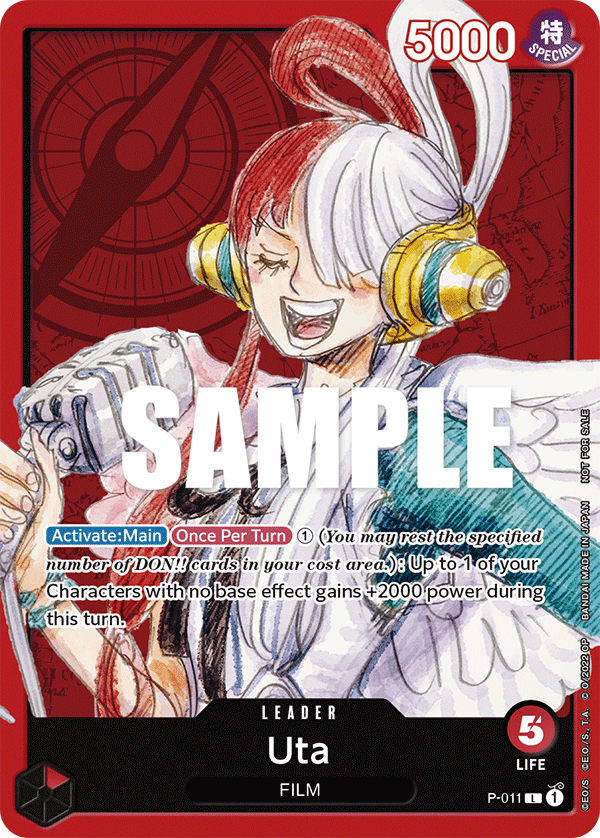 5000
特
SPECIAL
SAMPLE
Activate:Main Once Per Turn ① (You may rest the specified
number of DON!! cards in your cost area.): Up to 1 of your
Characters with no base effect gains +2000 power during
this turn.
LEADER
Uta
FILM
5
LIFE
P-011 L 1
©E.O/S ©E.O./S., T.A. © O/2022 OP BANDAI MADE IN JAPAN NOT FOR SALE